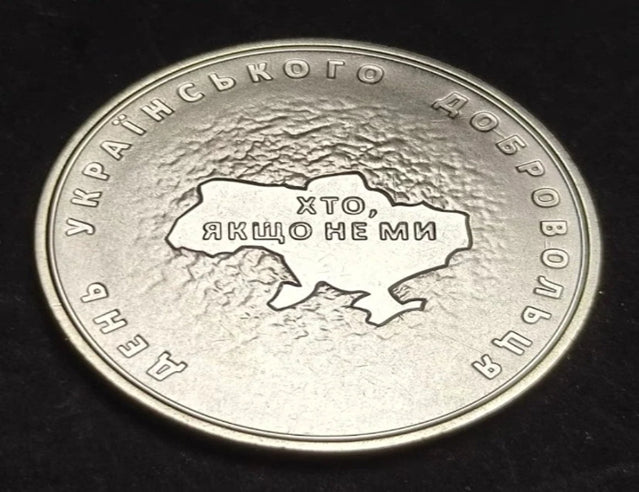 ДЕНЬ УКРАЇНСЬКОГО ДОБРОВОЛЬЦЯ
ХТО,
ЯКЩО НЕ МИ